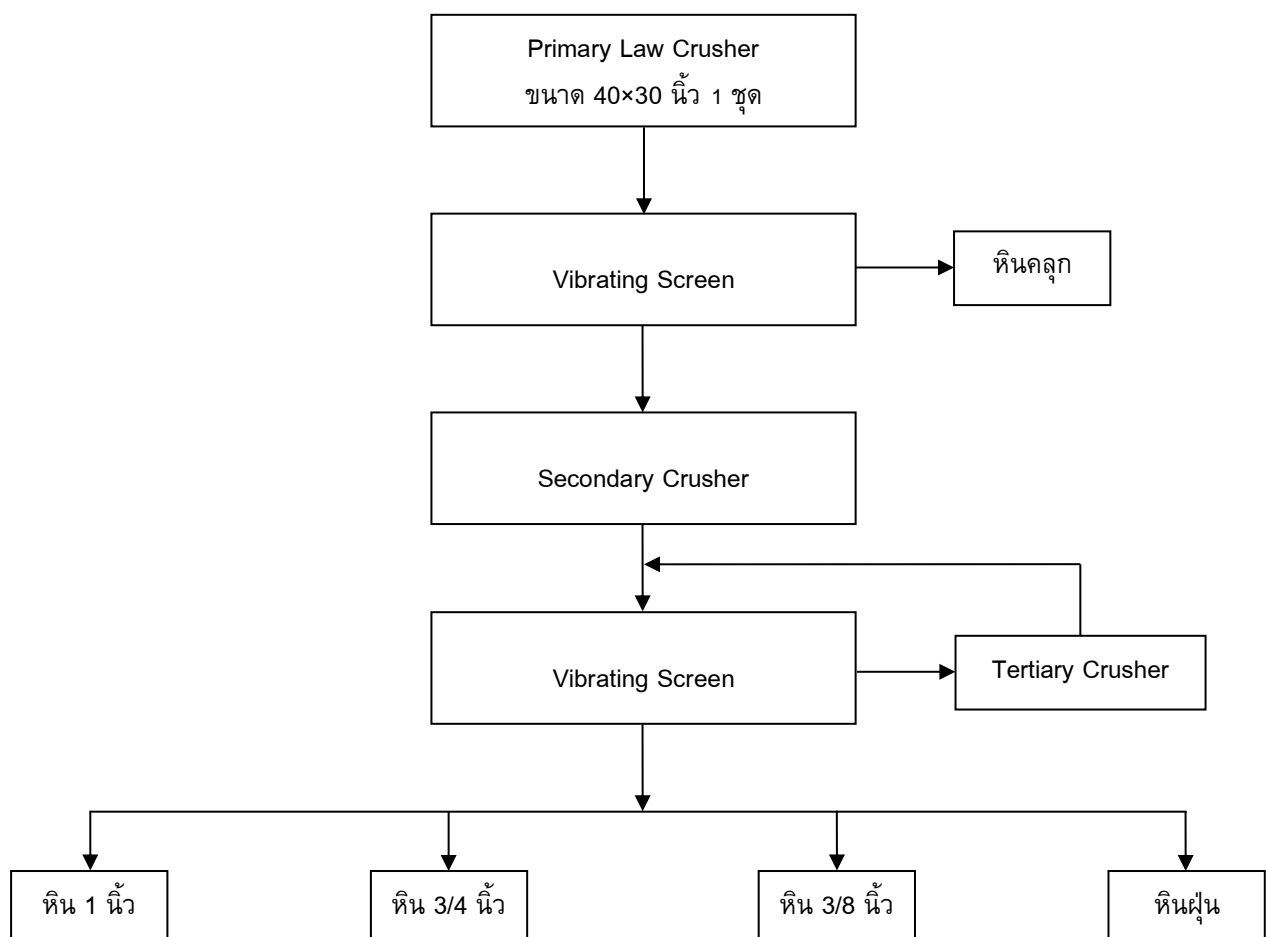 Primary Law Crusher
ขนาด 40×30 นิ้ว 1 ชุด
Vibrating Screen
หินคลุก
Secondary Crusher
Vibrating Screen
Tertiary Crusher
หิน 1 นิ้ว
หิน 3/4 นิ้ว
หิน 3/8 นิ้ว
หินฝุ่น